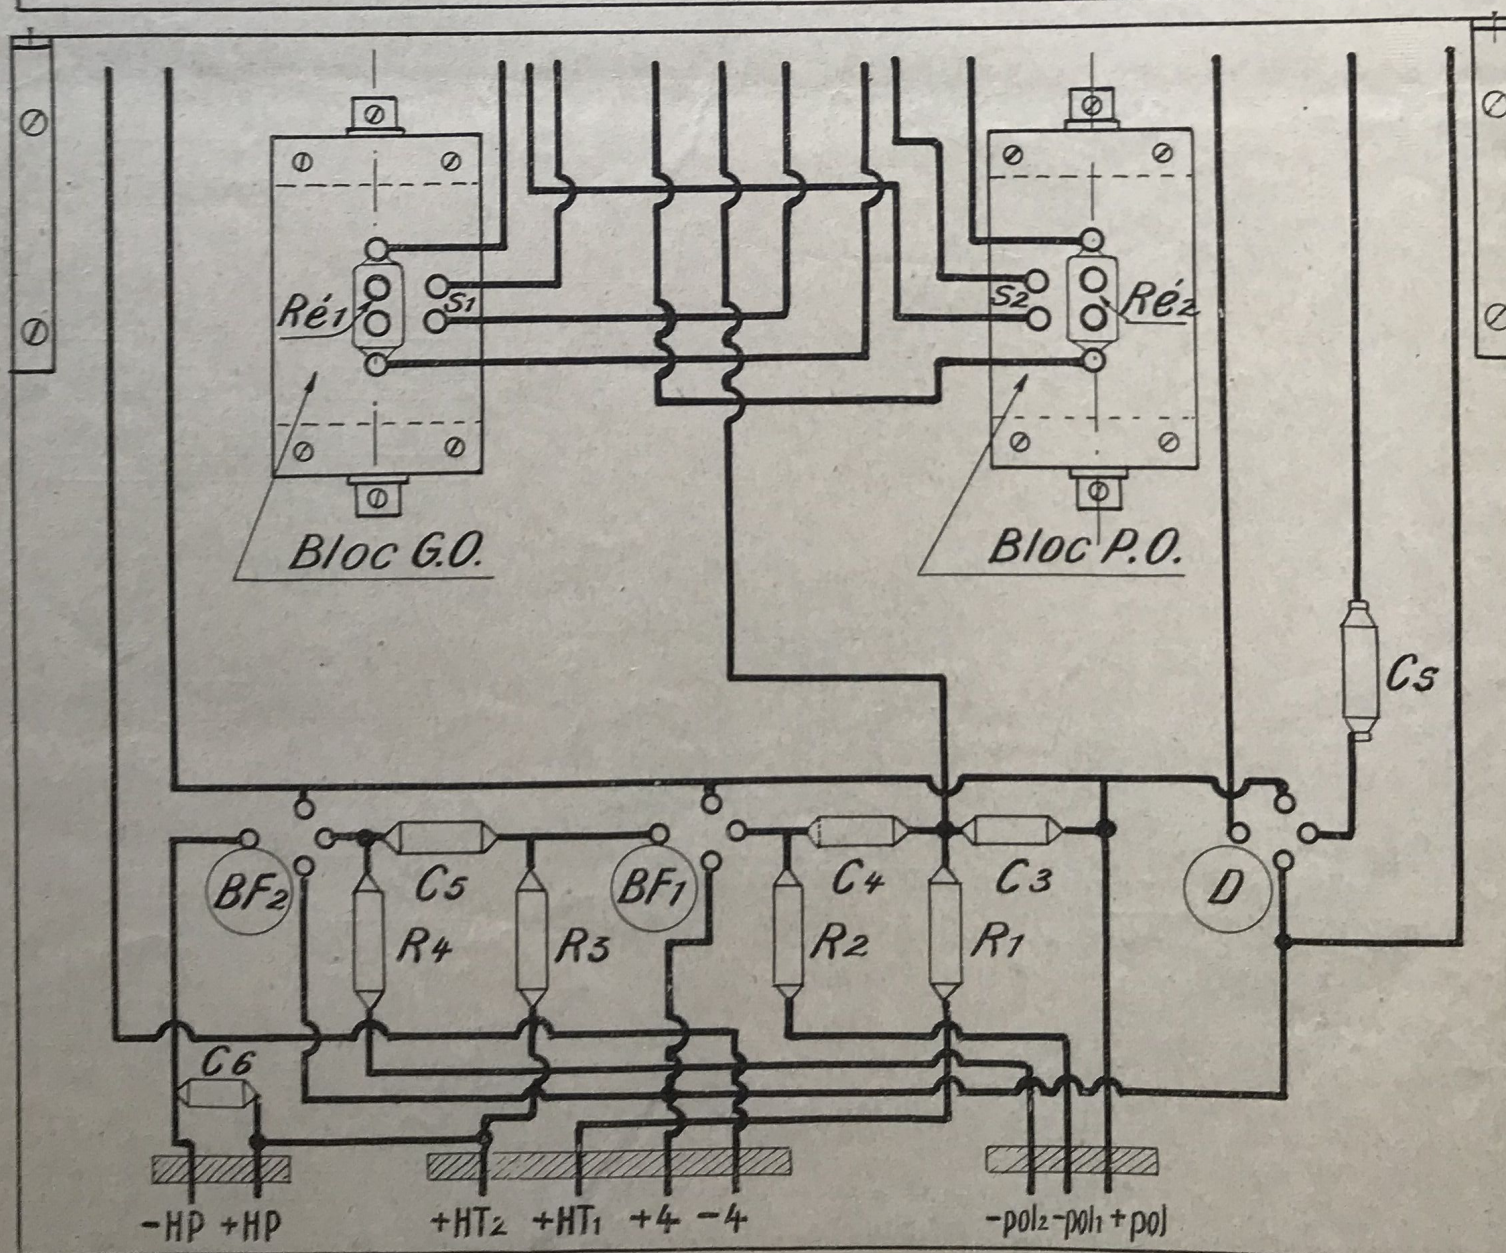 Ré1
S1
S2
Ré2
Bloc G.O.
Bloc P.O.
Cs
BF2
C5
BF1
C4
C3
D
R4
R3
R2
R1
C6
-HP +HP
+HT2 +HT1 +4 -4
-pol2 -pol1 +pol